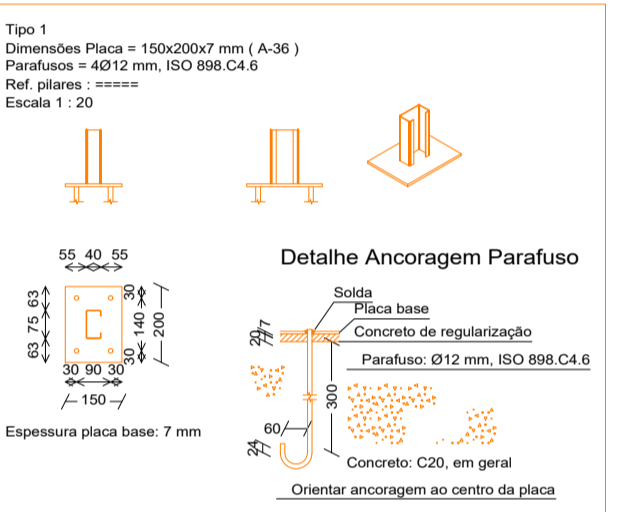 Tipo 1
Dimensões Placa = 150x200x7 mm ( A-36 )
Parafusos = 4Ø12 mm, ISO 898.C4.6
Ref. pilares : =====
Escala 1 : 20
55 40 55
63
75
63
30
140
30
200
30 90 30
150
Espessura placa base: 7 mm
Detalhe Ancoragem Parafuso
Solda
Placa base
Concreto de regularização
Parafuso: Ø12 mm, ISO 898.C4.6
20
7
300
60
24
Concreto: C20, em geral
Orientar ancoragem ao centro da placa